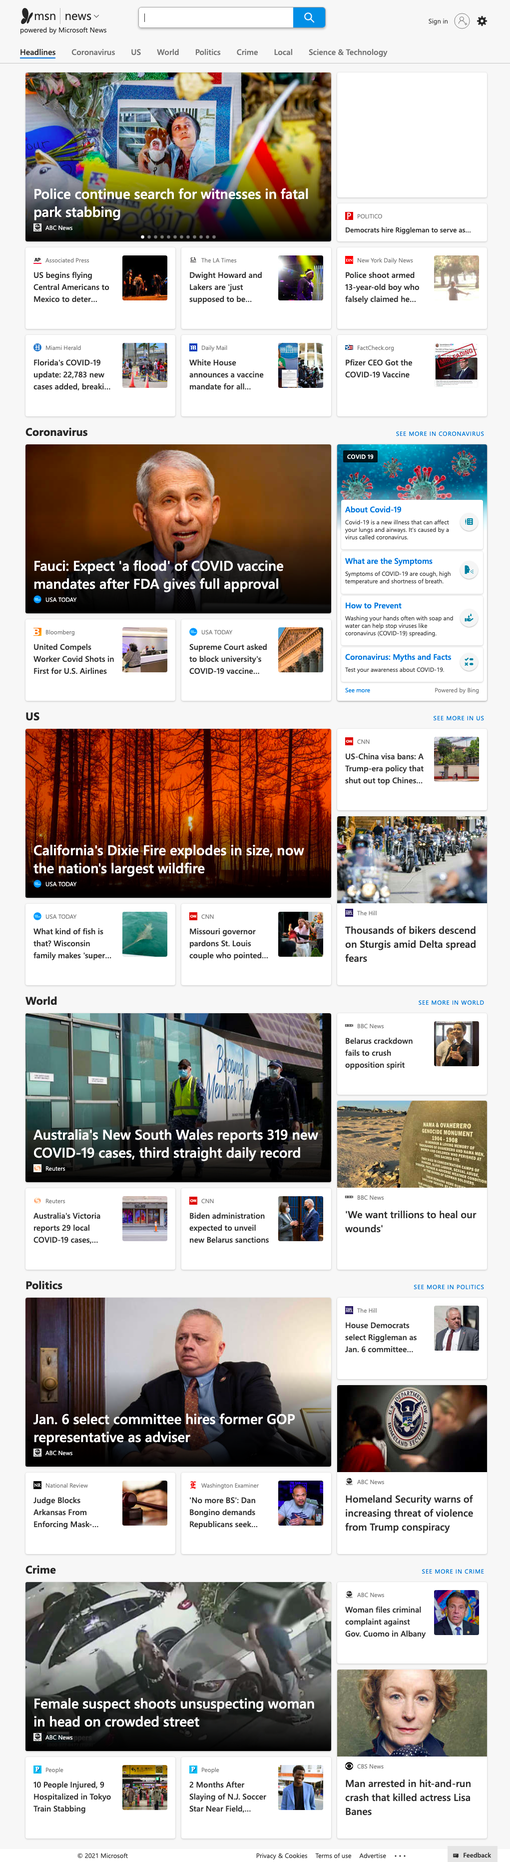 msn | news
powered by Microsoft News
Sign in
Headlines Coronavirus US World Politics Crime Local Science & Technology
Police continue search for witnesses in fatal
park stabbing
ABC News
POLITICO
Democrats hire Riggleman to serve as...
Associated Press
US begins flying
Central Americans to
Mexico to deter...
The LA Times
Dwight Howard and
Lakers are 'just
supposed to be...
New York Daily News
Police shoot armed
13-year-old boy who
falsely claimed he...
Miami Herald
Florida's COVID-19
update: 22,783 new
cases added, breaki...
Daily Mail
White House
announces a vaccine
mandate for all...
FactCheck.org
Pfizer CEO Got the
COVID-19 Vaccine
Coronavirus
SEE MORE IN CORONAVIRUS
Fauci: Expect 'a flood' of COVID vaccine
mandates after FDA gives full approval
USA TODAY
COVID 19
About Covid-19
Covid-19 is a new illness that can affect
your lungs and airways. It's caused by a
virus called coronavirus.
What are the Symptoms
Symptoms of COVID-19 are cough, high
temperature and shortness of breath.
How to Prevent
Washing your hands often with soap and
water can help stop viruses like
coronavirus (COVID-19) spreading.
Coronavirus: Myths and Facts
Test your awareness about COVID-19.
See more
Powered by Bing
Bloomberg
United Compels
Worker Covid Shots in
First for U.S. Airlines
USA TODAY
Supreme Court asked
to block university's
COVID-19 vaccine...
US
SEE MORE IN US
California's Dixie Fire explodes in size, now
the nation's largest wildfire
USA TODAY
CNN
US-China visa bans: A
Trump-era policy that
shut out top Chines...
The Hill
Thousands of bikers descend
on Sturgis amid Delta spread
fears
USA TODAY
What kind of fish is
that? Wisconsin
family makes 'super...
CNN
Missouri governor
pardons St. Louis
couple who pointed...
World
SEE MORE IN WORLD
Becoming a
Member
Australia's New South Wales reports 319 new
COVID-19 cases, third straight daily record
Reuters
BBC News
Belarus crackdown
fails to crush
opposition spirit
NAMA & OVAHERERO
GENOCIDE MONUMENT
1904 - 1908
BBC News
'We want trillions to heal our
wounds'
Reuters
Australia's Victoria
reports 29 local
COVID-19 cases,...
CNN
Biden administration
expected to unveil
new Belarus sanctions
Politics
SEE MORE IN POLITICS
Jan. 6 select committee hires former GOP
representative as adviser
ABC News
The Hill
House Democrats
select Riggleman as
Jan. 6 committee...
ABC News
Homeland Security warns of
increasing threat of violence
from Trump conspiracy
National Review
Judge Blocks
Arkansas From
Enforcing Mask-...
Washington Examiner
'No more BS': Dan
Bongino demands
Republicans seek...
Crime
SEE MORE IN CRIME
Female suspect shoots unsuspecting woman
in head on crowded street
ABC News
ABC News
Woman files criminal
complaint against
Gov. Cuomo in Albany
CBS News
Man arrested in hit-and-run
crash that killed actress Lisa
Banes
People
10 People Injured, 9
Hospitalized in Tokyo
Train Stabbing
People
2 Months After
Slaying of N.J. Soccer
Star Near Field,...
© 2021 Microsoft
Privacy & Cookies Terms of use Advertise ...
Feedback